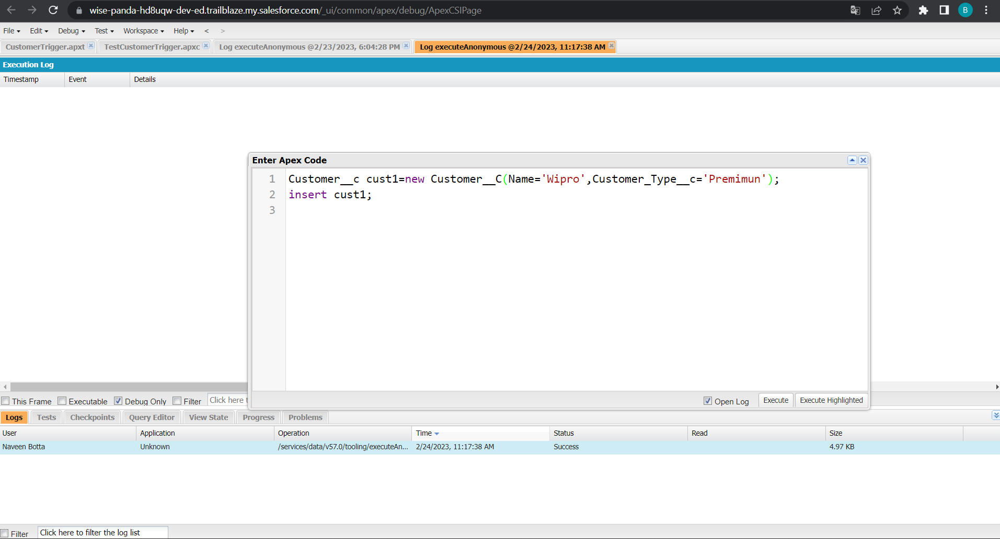 wise-panda-hd8uqw-dev-ed.trailblaze.my.salesforce.com/_ui/common/apex/debug/ApexCSIPage
B
File Edit Debug Test Workspace Help < >
CustomerTrigger.apxt TestCustomerTrigger.apxc Log executeAnonymous @2/23/2023, 6:04:28 PM Log executeAnonymous @2/24/2023, 11:17:38 AM
Execution Log
Timestamp Event Details
Enter Apex Code
1 Customer__c cust1=new Customer__C(Name='Wipro',Customer_Type__c='Premimun');
2 insert cust1;
3
This Frame Executable Debug Only Filter Click here t
Open Log Execute Execute Highlighted
Logs Tests Checkpoints Query Editor View State Progress Problems
User Application Operation Time Status Read Size
Naveen Botta Unknown /services/data/v57.0/tooling/executeAn... 2/24/2023, 11:17:38 AM Success 4.97 KB
Filter Click here to filter the log list